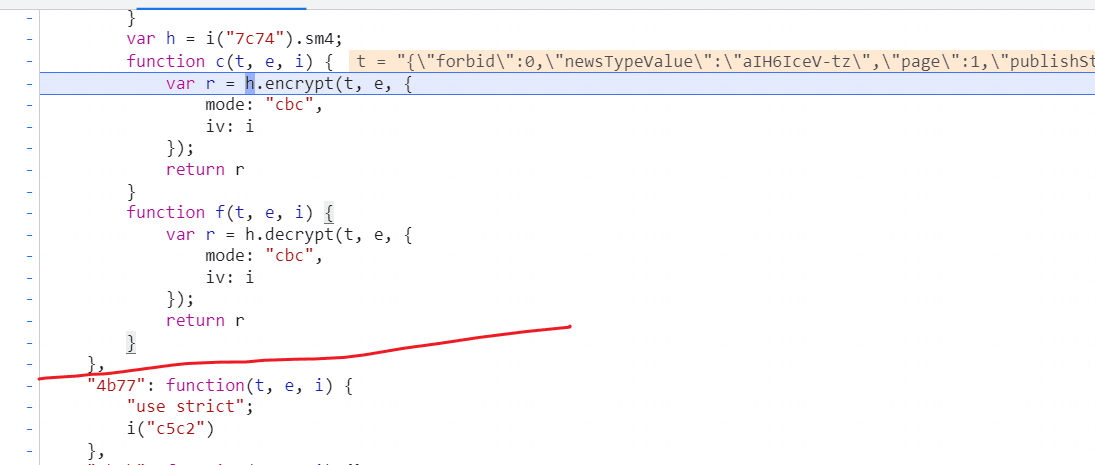 }
var h = i("7c74").sm4;
function c(t, e, i) { t = "{\"forbid\":0,\"newsTypeValue\":\"aIH6IceV-tz\",\"page\":1,\"publishSt
var r = h.encrypt(t, e, {
mode: "cbc",
iv: i
});
return r
}
function f(t, e, i) {
var r = h.decrypt(t, e, {
mode: "cbc",
iv: i
});
return r
}
},
"4b77": function(t, e, i) {
"use strict";
i("c5c2")
},